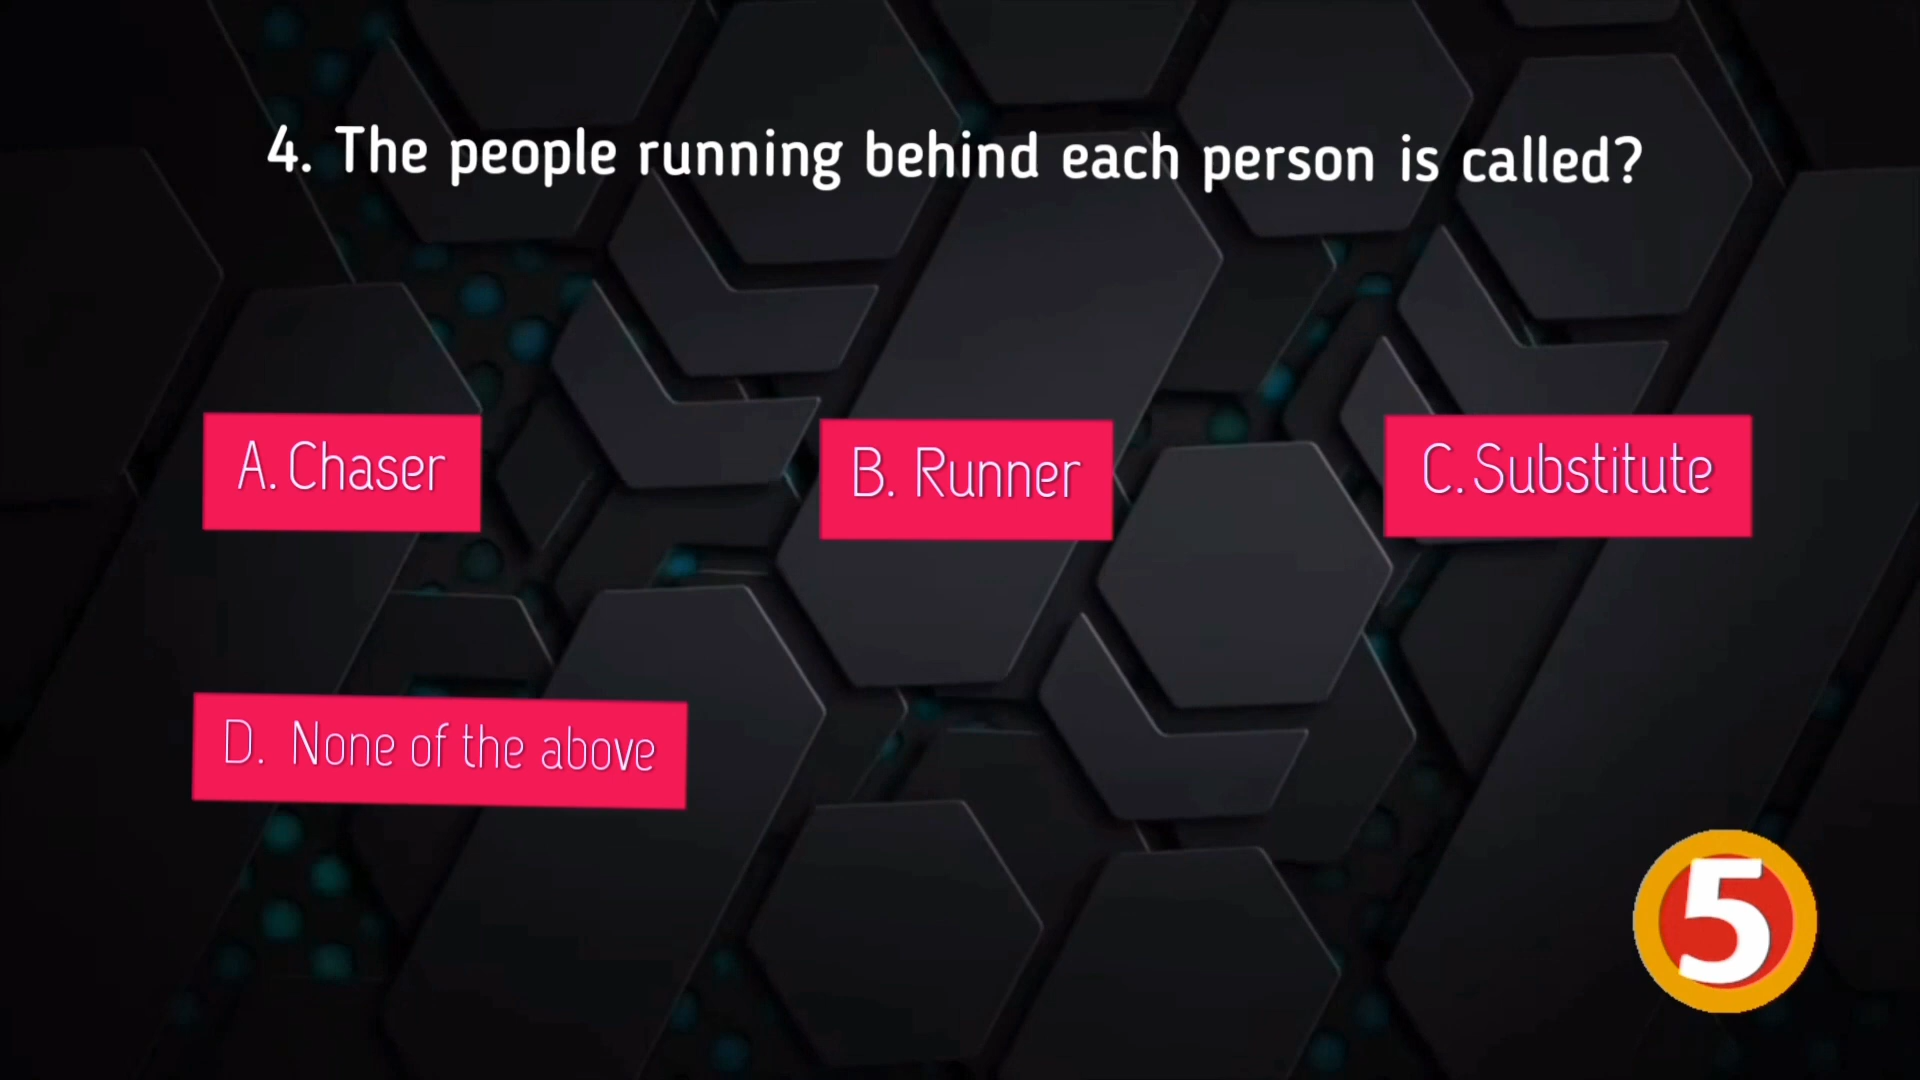 4. The people running behind each person is called?
A. Chaser
B. Runner
C. Substitute
D. None of the above
5